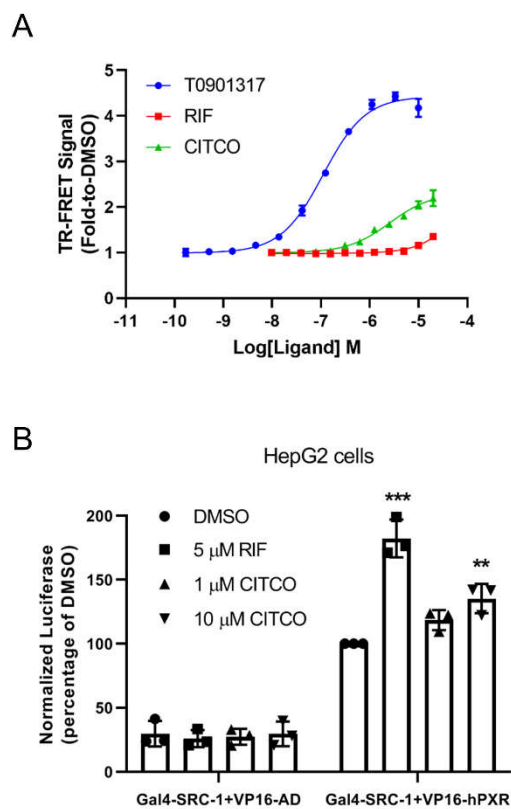 A
T0901317
RIF
CITCO
TR-FRET Signal
(Fold-to-DMSO)
5
4
3
2
1
0
-11 -10 -9 -8 -7 -6 -5 -4
Log[Ligand] M
B
HepG2 cells
DMSO
5 μM RIF
1 μM CITCO
10 μM CITCO
***
**
Normalized Luciferase
(percentage of DMSO)
200
150
100
50
0
Gal4-SRC-1+VP16-AD Gal4-SRC-1+VP16-hPXR